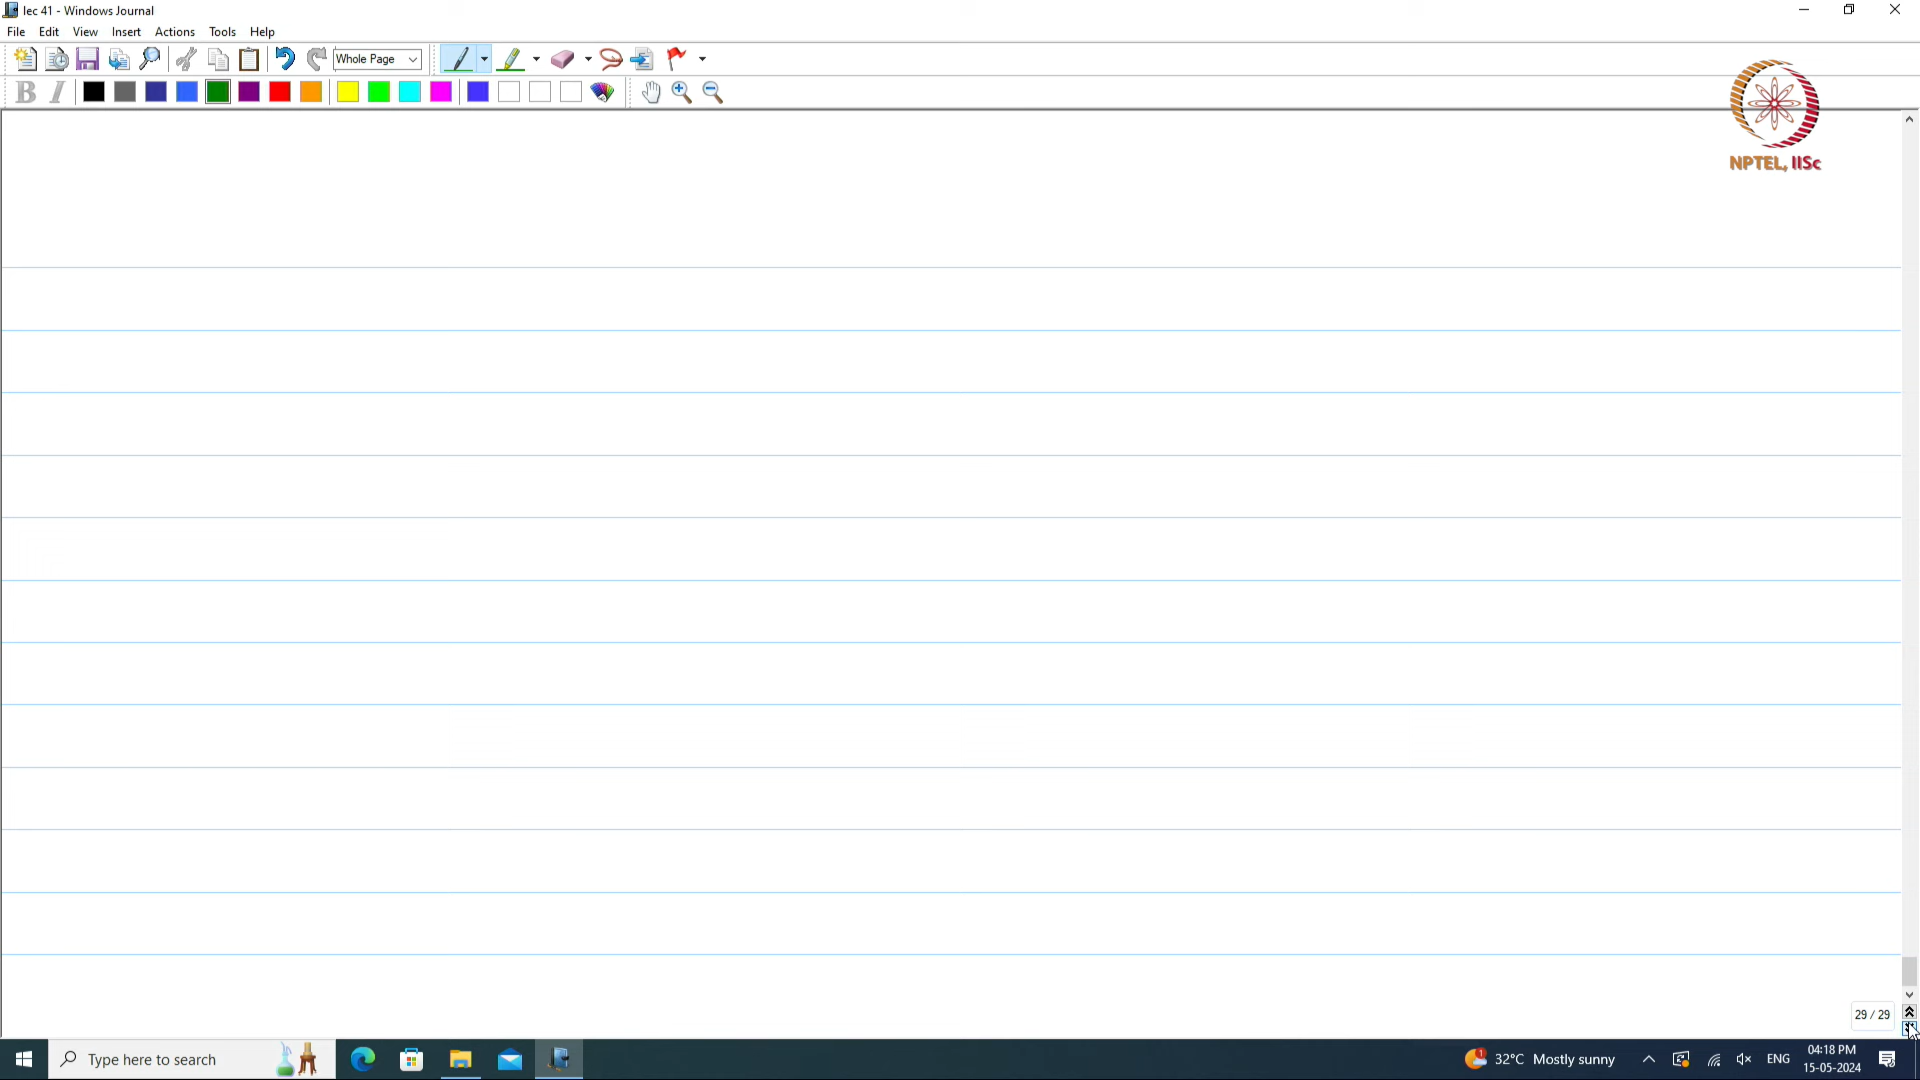 lec 41 - Windows Journal
File Edit View Insert Actions Tools Help
Whole Page
B I
NPTEL, IISc
29 / 29
Type here to search
1 32°C Mostly sunny ENG 04:18 PM
15-05-2024